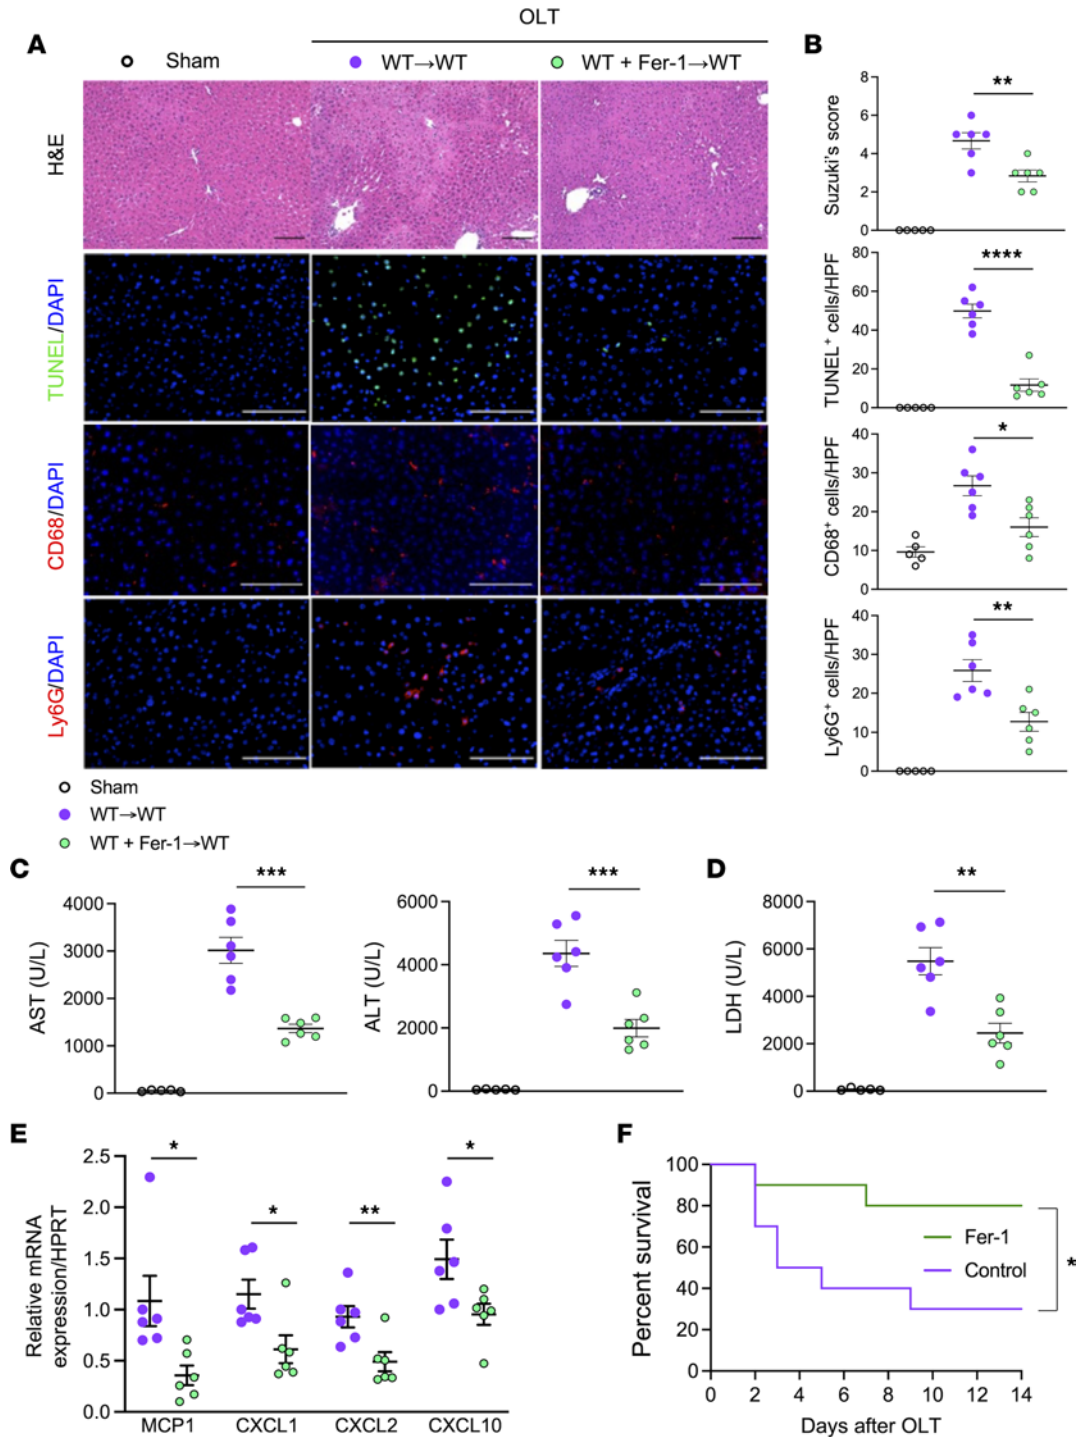 OLT
A
Sham
WT→WT
WT + Fer-1→WT
H&E
TUNEL/DAPI
CD68/DAPI
Ly6G/DAPI
B
Suzuki's score
8
6
4
2
0
**
TUNEL⁺ cells/HPF
80
60
40
20
0
****
CD68⁺ cells/HPF
40
30
20
10
0
*
Ly6G⁺ cells/HPF
40
30
20
10
0
**
Sham
WT→WT
WT + Fer-1→WT
C
AST (U/L)
4000
3000
2000
1000
0
***
ALT (U/L)
6000
4000
2000
0
***
D
LDH (U/L)
8000
6000
4000
2000
0
**
E
Relative mRNA
expression/HPRT
2.5
2.0
1.5
1.0
0.5
0.0
*
*
**
*
MCP1 CXCL1 CXCL2 CXCL10
F
Percent survival
100
80
60
40
20
0
Fer-1
Control
*
0 2 4 6 8 10 12 14
Days after OLT